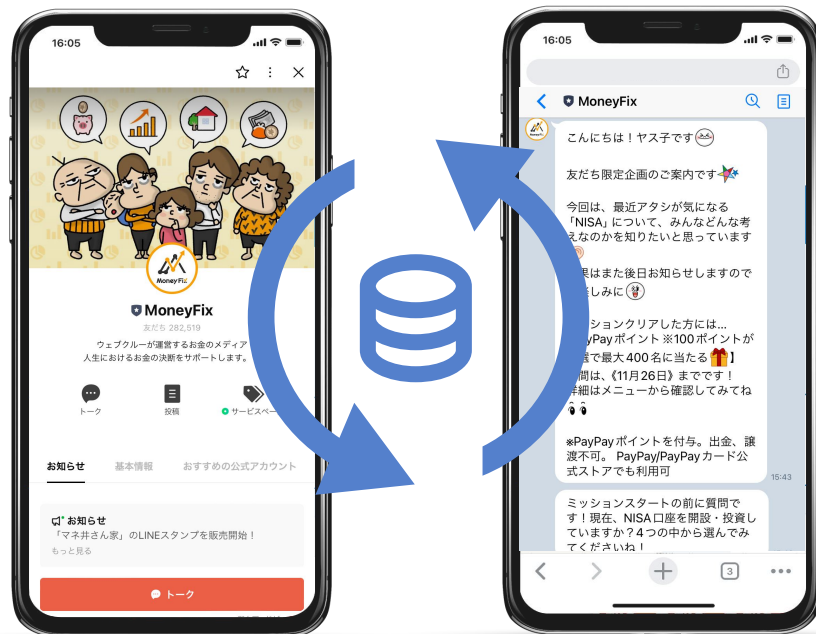 16:05
MoneyFix
MoneyFix
友だち 282,519
ウェブクルーが運営するお金のメディア
人生におけるお金の決断をサポートします。
トーク
投稿
サービスペー
お知らせ
基本情報
おすすめの公式アカウント
お知らせ
「マネ井さん家」のLINEスタンプを販売開始！
もっと見る
トーク
16:05
MoneyFix
こんにちは！ヤス子です
友だち限定企画のご案内です
今回は、最近アタシが気になる
「NISA」について、みんなどんな考
えなのかを知りたいと思っています
果はまた後日お知らせしますので
しみに
ションクリアした方には…
yPayポイント ※100ポイントが
選で最大400名に当たる 】
間は、《11月26日》までです！
詳細はメニューから確認してみてね
※PayPayポイントを付与。出金、譲
渡不可。 PayPay/PayPayカード公
式ストアでも利用可
15:43
ミッションスタートの前に質問で
す！現在、NISA口座を開設・投資し
ていますか？4つの中から選んでみ
てくださいね！
3